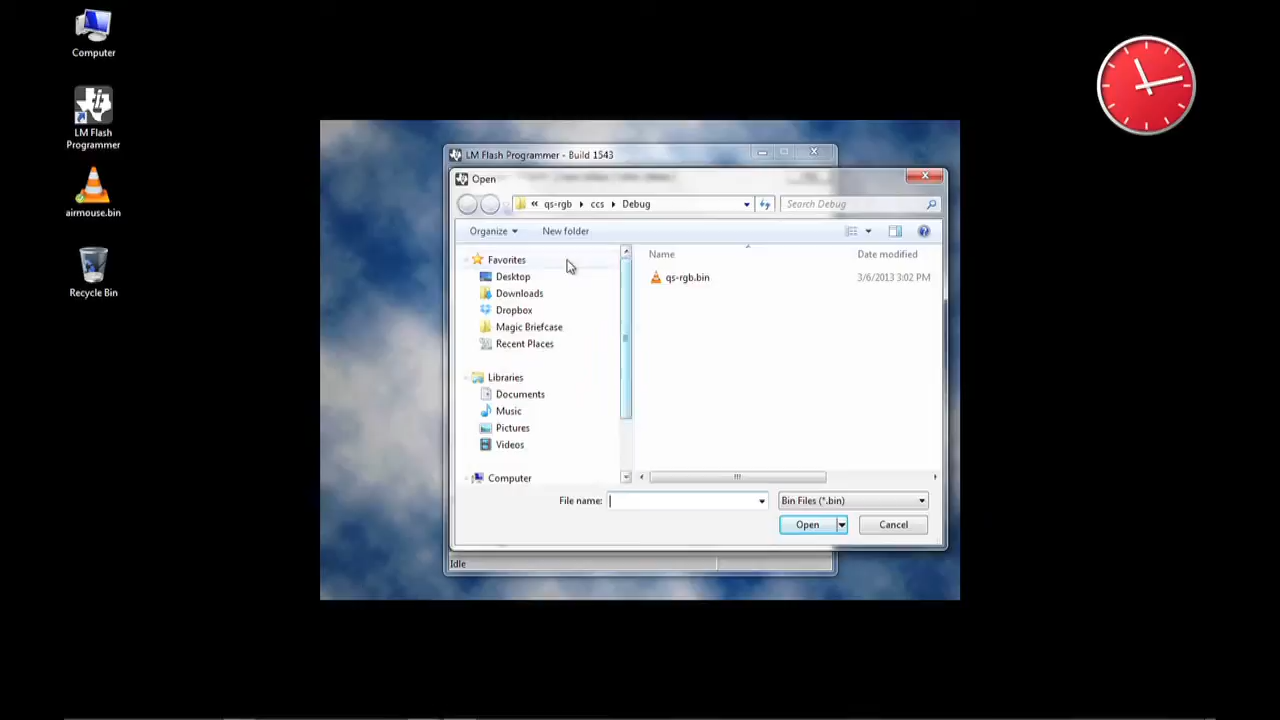 Computer
LM Flash
Programmer
airmouse.bin
Recycle Bin
LM Flash Programmer - Build 1543
Open
« qs-rgb ▸ ccs ▸ Debug
Search Debug
Organize
New folder
Favorites
Desktop
Downloads
Dropbox
Magic Briefcase
Recent Places
Libraries
Documents
Music
Pictures
Videos
Computer
Name
Date modified
qs-rgb.bin
3/6/2013 3:02 PM
File name:
Bin Files (*.bin)
Open
Cancel
Idle